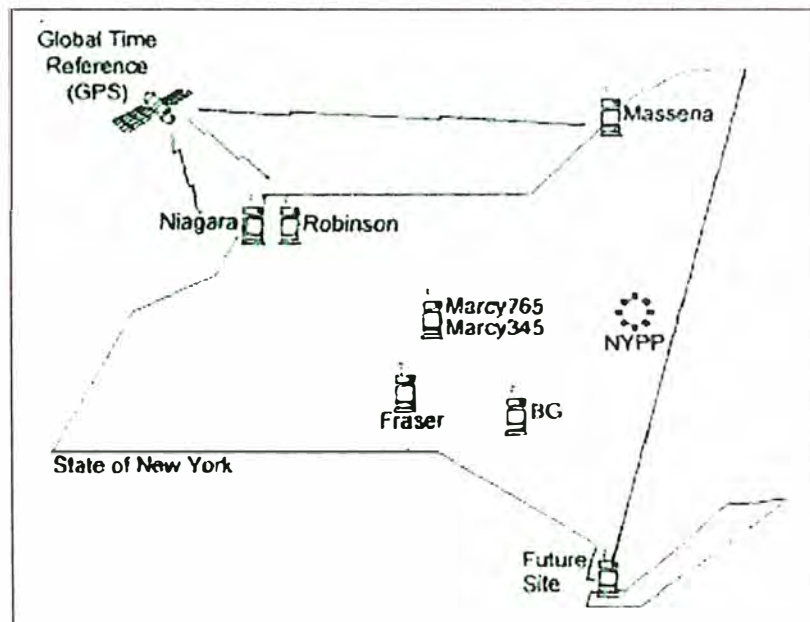 Global Time
Reference
(GPS)
Massena
Niagara
Robinson
Marcy765
Marcy345
NYPP
Fraser
BG
State of New York
Future
Site